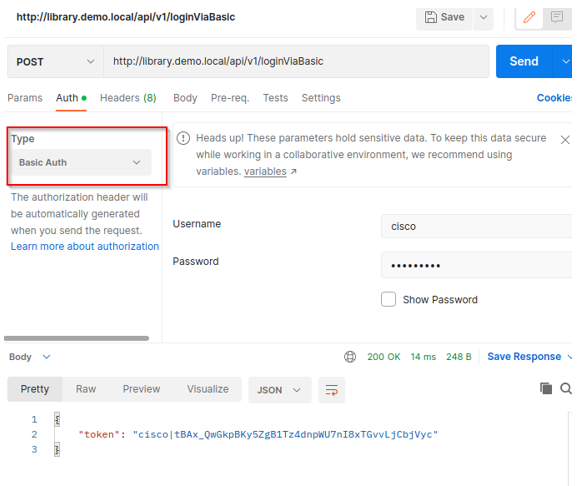 http://library.demo.local/api/v1/loginViaBasic
Save
POST
http://library.demo.local/api/v1/loginViaBasic
Send
Params
Auth
Headers (8)
Body
Pre-req.
Tests
Settings
Cookies
Type
Basic Auth
The authorization header will
be automatically generated
when you send the request.
Learn more about authorization
Heads up! These parameters hold sensitive data. To keep this data secure
while working in a collaborative environment, we recommend using
variables. variables ↗
Username
cisco
Password
•••••••••
Show Password
Body
200 OK
14 ms
248 B
Save Response
Pretty
Raw
Preview
Visualize
JSON
1 {
2 "token": "cisco|tBAx_QwGkpBKy5ZgB1Tz4dnpWU7nI8xTGvvLjCbjVyc"
3 }